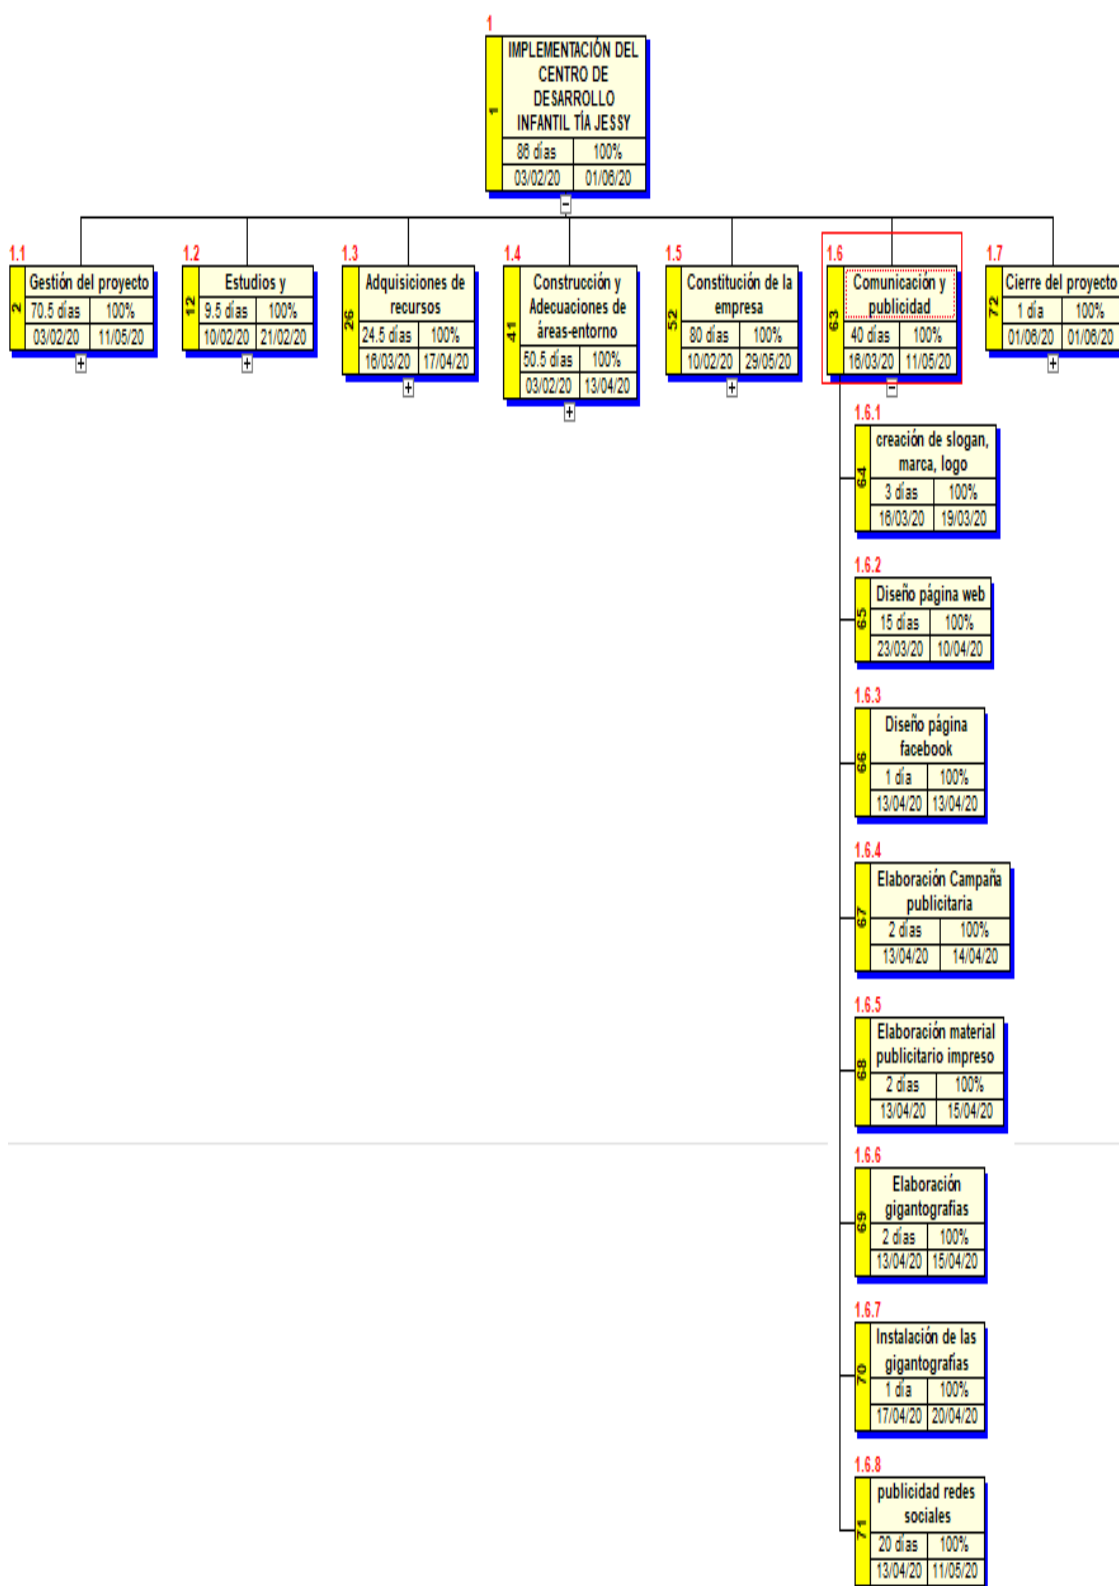 1
1
IMPLEMENTACIÓN DEL
CENTRO DE
DESARROLLO
INFANTIL TÍA JESSY
86 días 100%
03/02/20 01/06/20
1.1
2
Gestión del proyecto
70.5 días 100%
03/02/20 11/05/20
1.2
12
Estudios y
9.5 días 100%
10/02/20 21/02/20
1.3
26
Adquisiciones de
recursos
24.5 días 100%
16/03/20 17/04/20
1.4
41
Construcción y
Adecuaciones de
áreas-entorno
50.5 días 100%
03/02/20 13/04/20
1.5
52
Constitución de la
empresa
80 días 100%
10/02/20 29/05/20
1.6
63
Comunicación y
publicidad
40 días 100%
16/03/20 11/05/20
1.7
72
Cierre del proyecto
1 día 100%
01/06/20 01/06/20
1.6.1
64
creación de slogan,
marca, logo
3 días 100%
16/03/20 19/03/20
1.6.2
65
Diseño página web
15 días 100%
23/03/20 10/04/20
1.6.3
66
Diseño página
facebook
1 día 100%
13/04/20 13/04/20
1.6.4
67
Elaboración Campaña
publicitaria
2 días 100%
13/04/20 14/04/20
1.6.5
68
Elaboración material
publicitario impreso
2 días 100%
13/04/20 15/04/20
1.6.6
69
Elaboración
gigantografias
2 días 100%
13/04/20 15/04/20
1.6.7
70
Instalación de las
gigantografías
1 día 100%
17/04/20 20/04/20
1.6.8
71
publicidad redes
sociales
20 días 100%
13/04/20 11/05/20